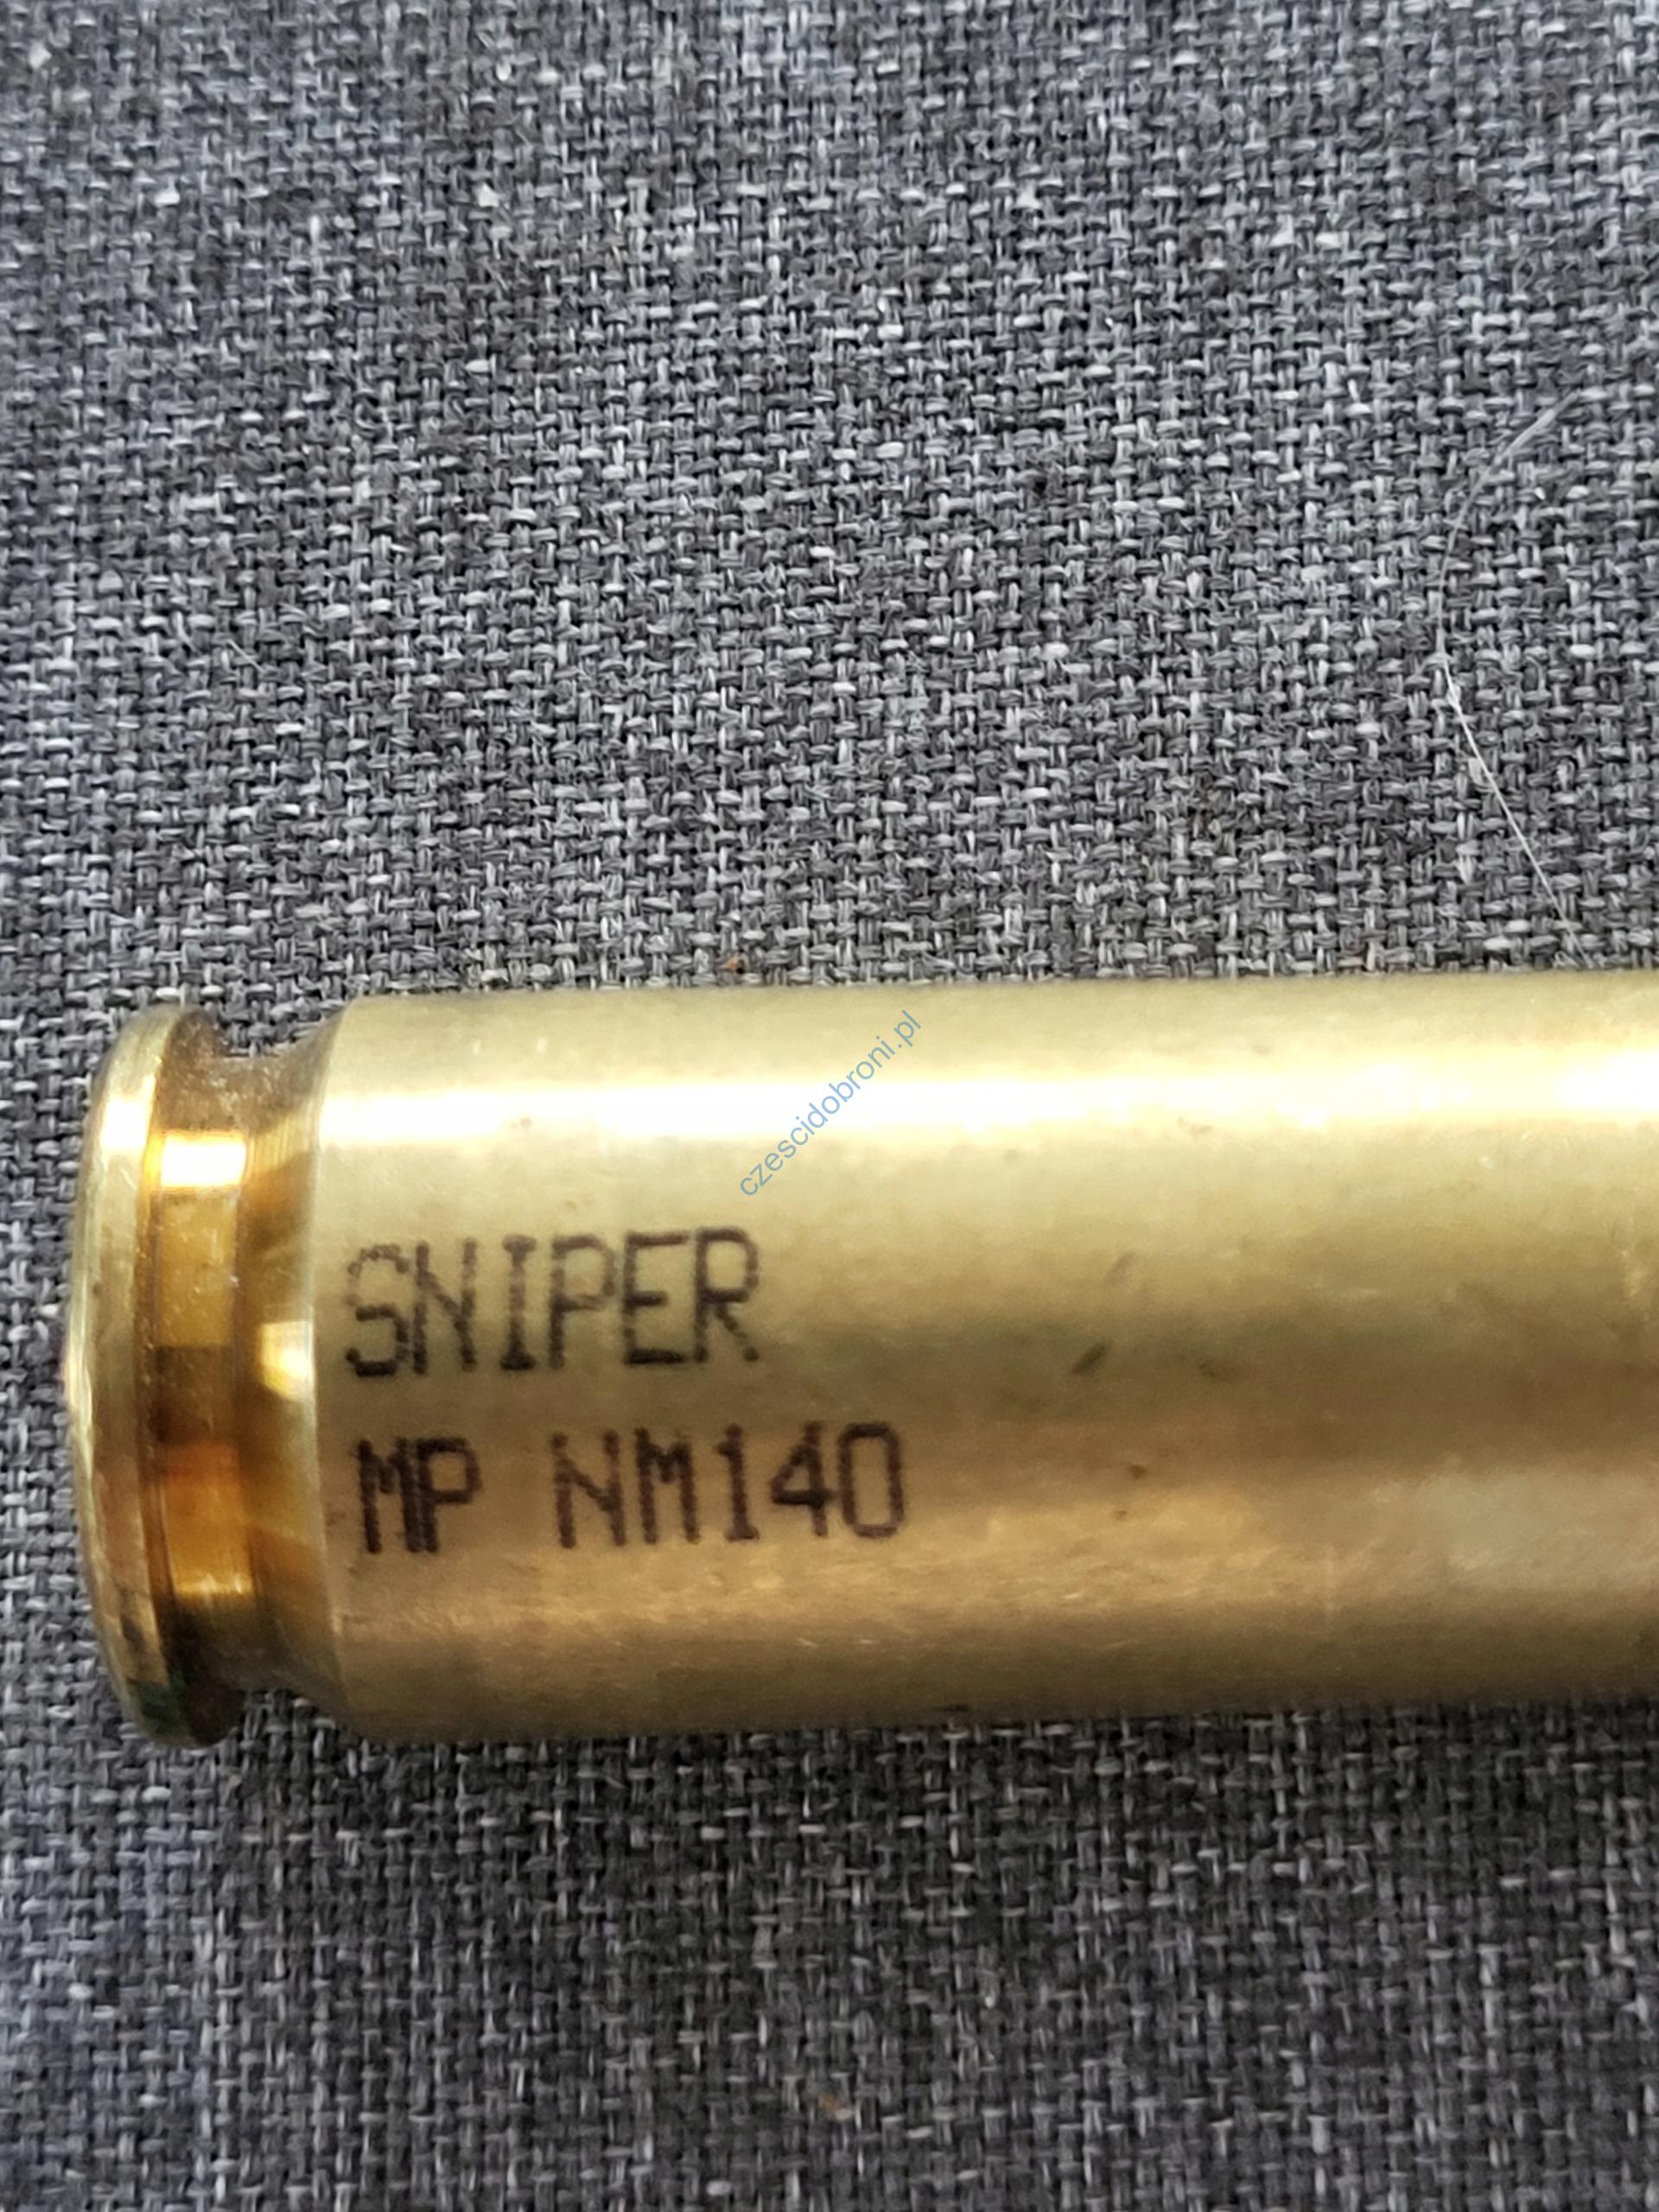 czescidobroni.pl
SNIPER
MP NM140